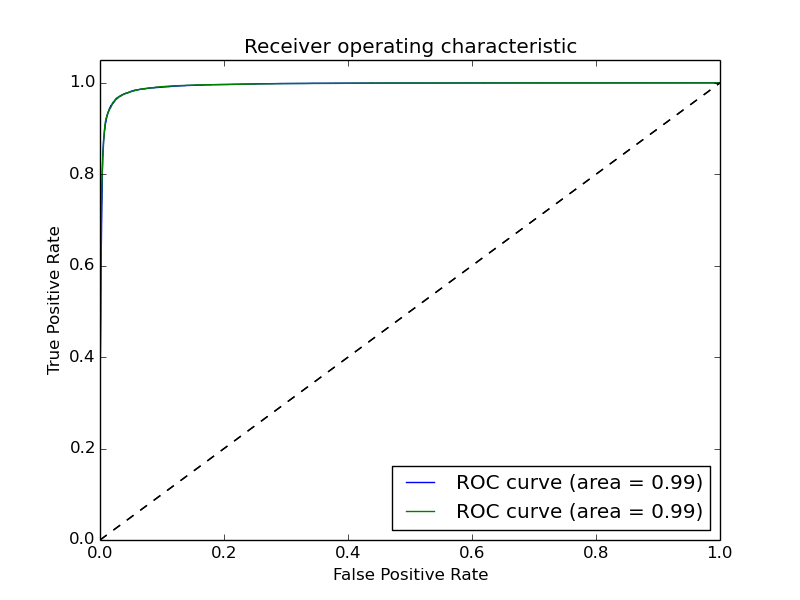 Receiver operating characteristic
1.0
0.8
0.6
0.4
0.2
0.0
True Positive Rate
ROC curve (area = 0.99)
ROC curve (area = 0.99)
0.0 0.2 0.4 0.6 0.8 1.0
False Positive Rate